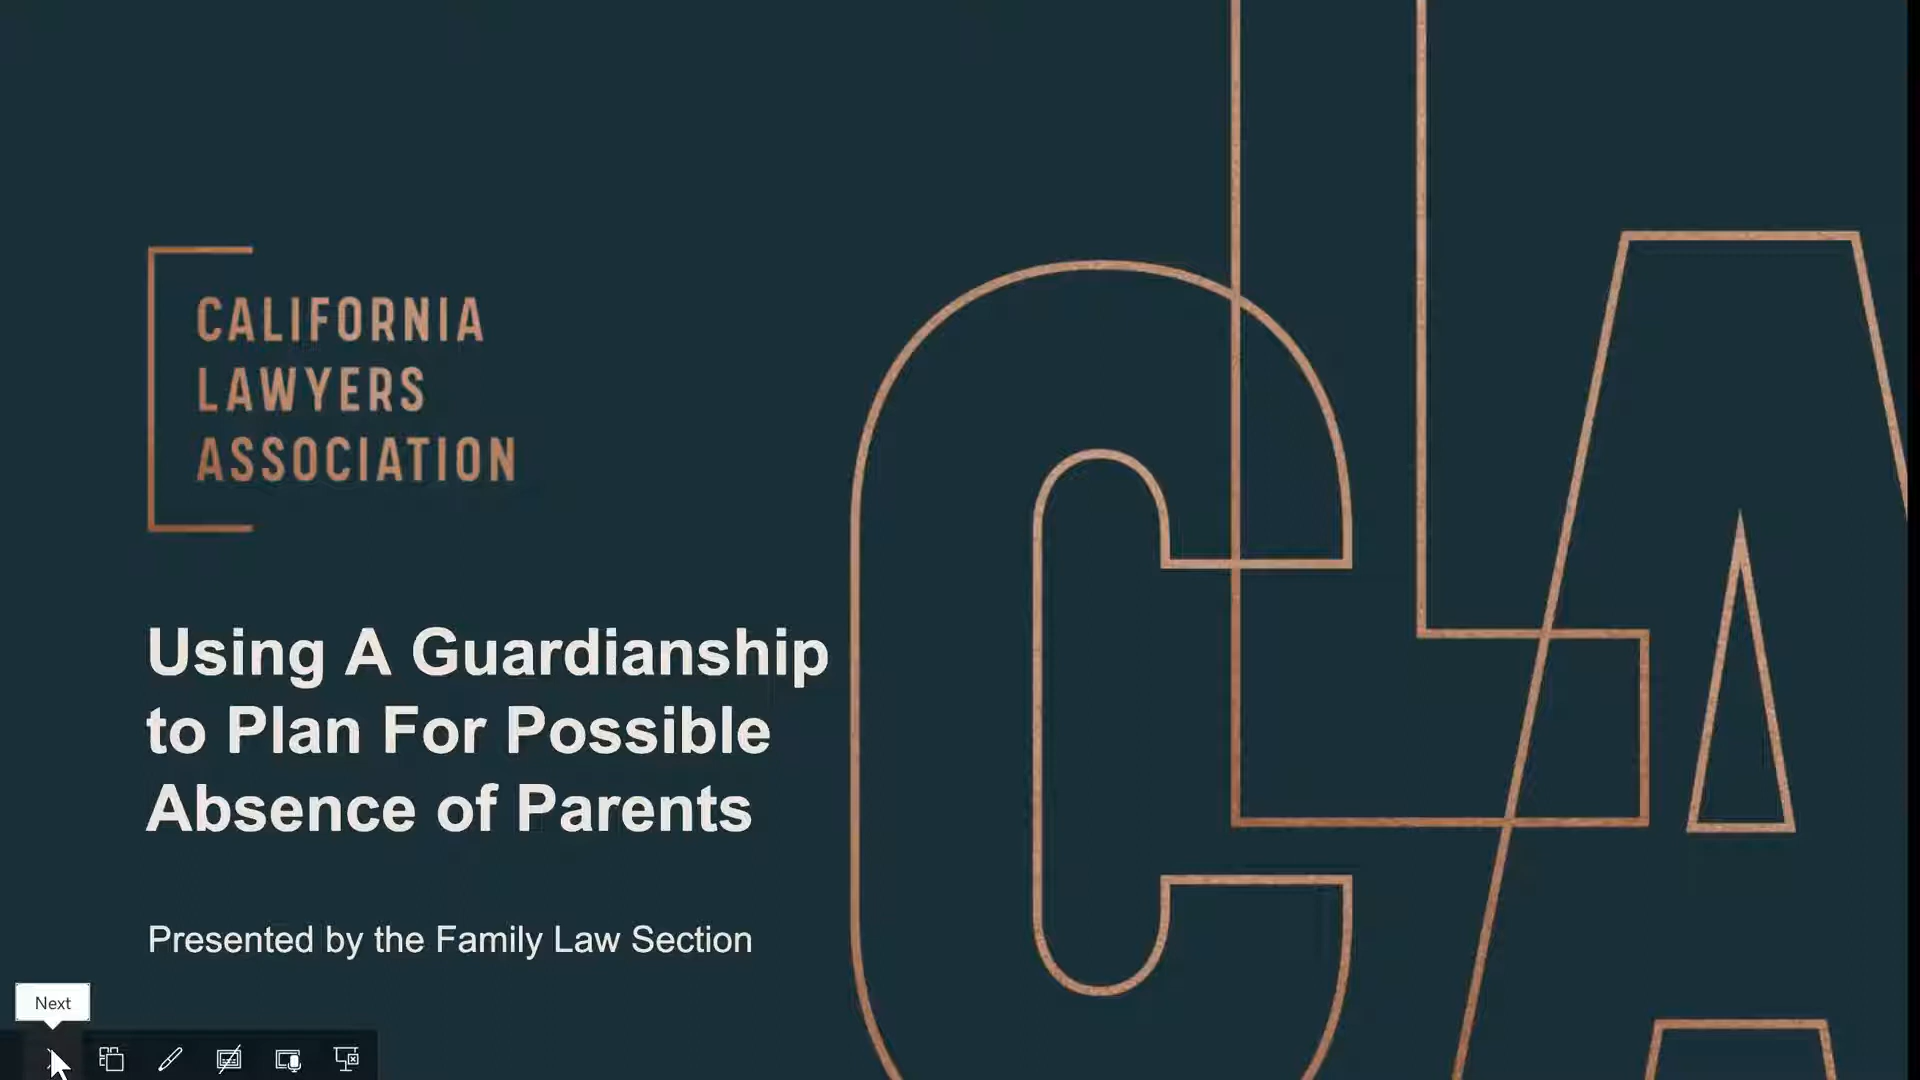 CALIFORNIA
LAWYERS
ASSOCIATION
CLA
Using A Guardianship
to Plan For Possible
Absence of Parents
Presented by the Family Law Section
Next